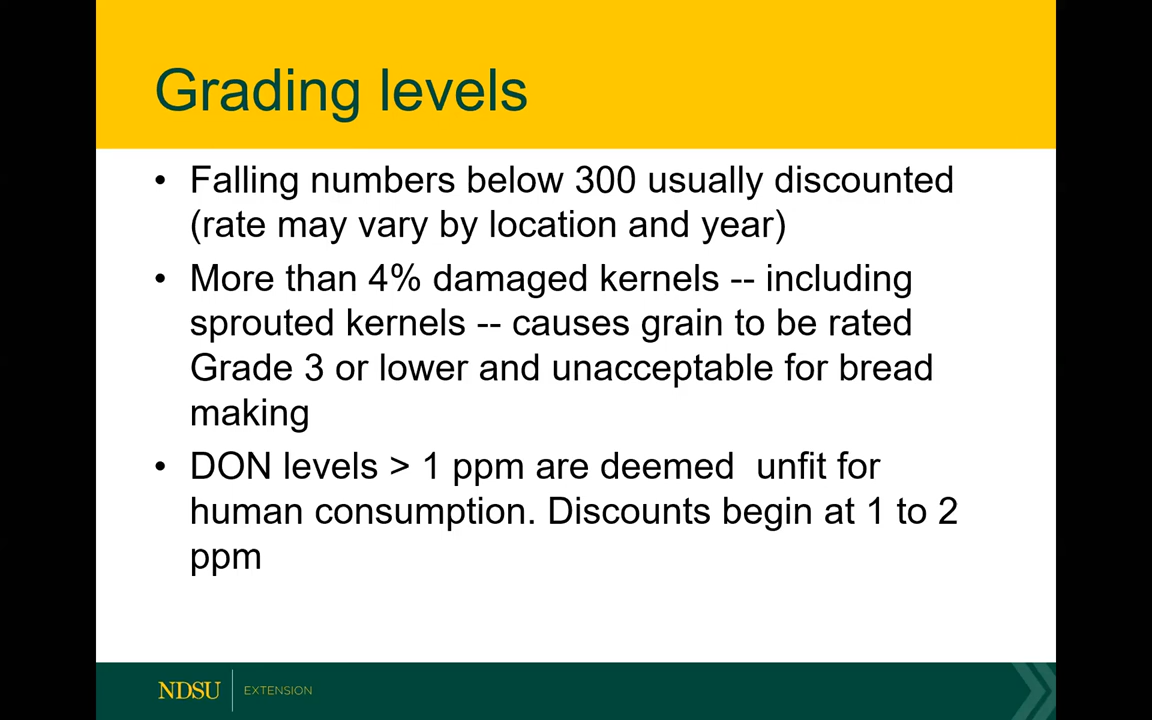 Grading levels
• Falling numbers below 300 usually discounted
(rate may vary by location and year)
• More than 4% damaged kernels -- including
sprouted kernels -- causes grain to be rated
Grade 3 or lower and unacceptable for bread
making
• DON levels > 1 ppm are deemed  unfit for
human consumption. Discounts begin at 1 to 2
ppm
NDSU EXTENSION